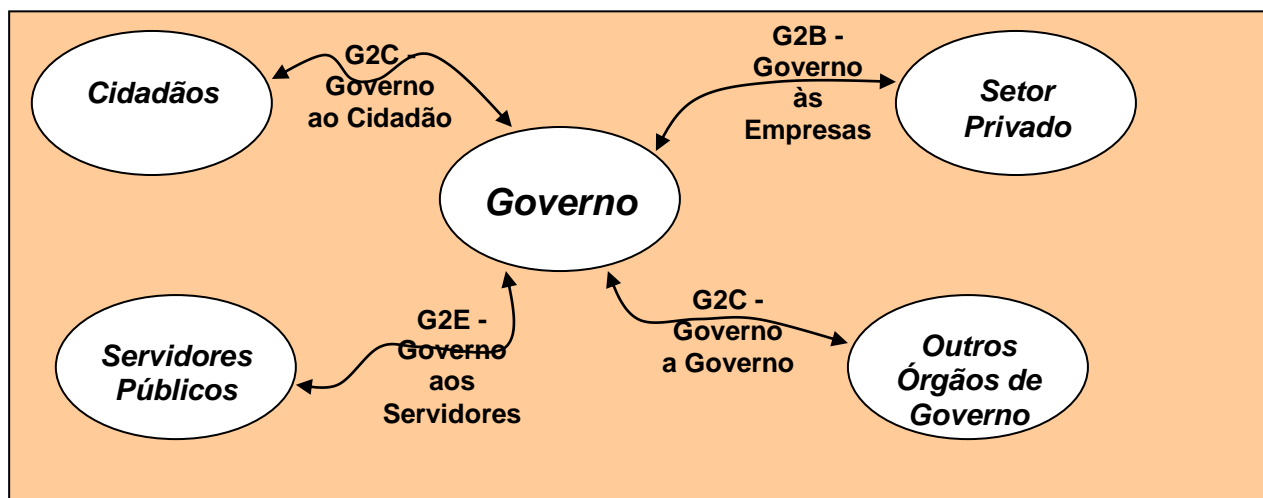 Cidadãos
G2C -
Governo
ao Cidadão
G2B -
Governo
às
Empresas
Setor
Privado
Governo
Servidores
Públicos
G2E -
Governo
aos
Servidores
G2C -
Governo
a Governo
Outros
Órgãos de
Governo